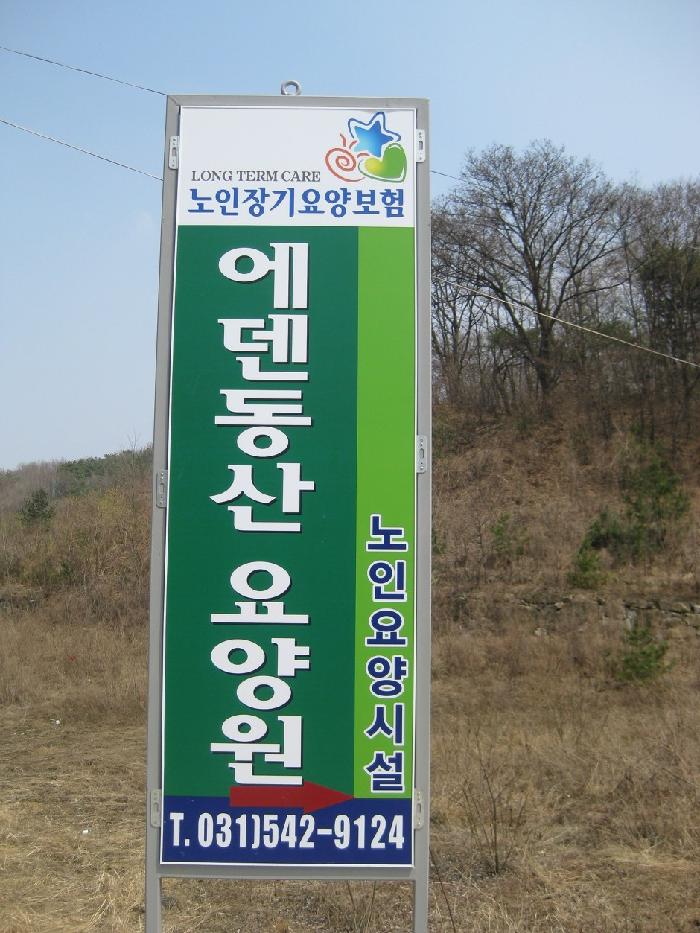 LONG TERM CARE
노인장기요양보험
에덴동산 요양원
노인요양시설
T. 031)542-9124